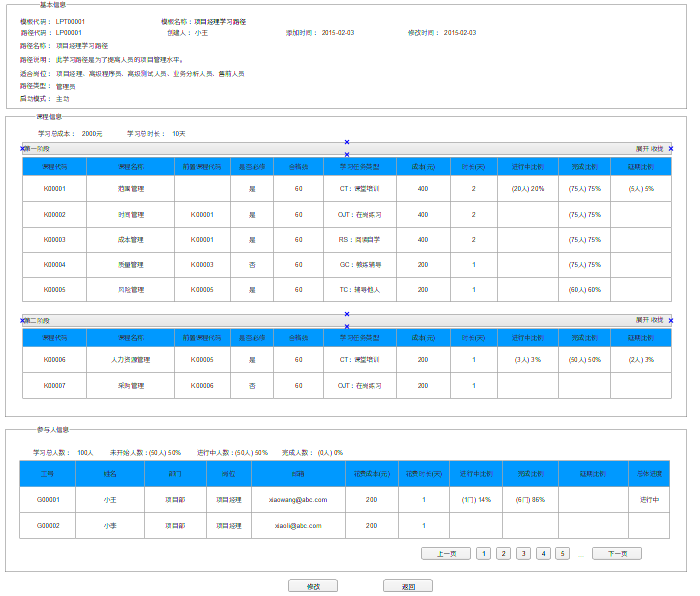 基本信息
模板代码： LPT00001 模板名称：项目经理学习路径
路径代码： LP00001 创建人：小王 添加时间： 2015-02-03 修改时间： 2015-02-03
路径名称： 项目经理学习路径
路径说明： 此学习路径是为了提高人员的项目管理水平。
适合岗位： 项目经理、高级程序员、高级测试人员、业务分析人员、售前人员
路径类型： 管理员
启动模式： 主动
课程信息
学习总成本： 2000元 学习总时长： 10天
第一阶段 展开 收拢
课程代码 课程名称 前置课程代码 是否必修 合格线 学习任务类型 成本(元) 时长(天) 进行中比例 完成比例 延期比例
K00001 范围管理 是 60 CT：课堂培训 400 2 (20人) 20% (75人) 75% (5人) 5%
K00002 时间管理 K00001 是 60 OJT：在岗练习 400 2 (75人) 75%
K00003 成本管理 K00001 是 60 RS：阅读自学 400 2 (75人) 75%
K00004 质量管理 K00003 否 60 GC：教练辅导 200 1 (75人) 75%
K00005 风险管理 K00005 是 60 TC：辅导他人 200 1 (60人) 60%
第二阶段 展开 收拢
课程代码 课程名称 前置课程代码 是否必修 合格线 学习任务类型 成本(元) 时长(天) 进行中比例 完成比例 延期比例
K00006 人力资源管理 K00005 是 60 CT：课堂培训 200 1 (3人) 3% (50人) 50% (2人) 3%
K00007 采购管理 K00006 否 60 OJT：在岗练习 200 1
参与人信息
学习总人数： 100人 未开始人数：(50人) 50% 进行中人数：(50人) 50% 完成人数： (0人) 0%
工号 姓名 部门 岗位 邮箱 花费成本(元) 花费时长(天) 进行中比例 完成比例 延期比例 总体进度
G00001 小王 项目部 项目经理 xiaowang@abc.com 200 1 (1门) 14% (6门) 86% 进行中
G00002 小李 项目部 项目经理 xiaoli@abc.com 200 1
上一页 1 2 3 4 5 ... 下一页
修改 返回